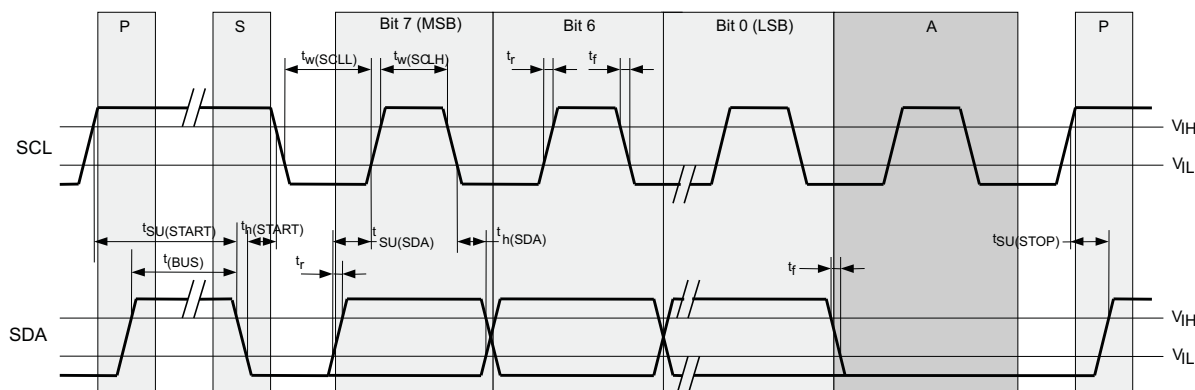 P S Bit 7 (MSB) Bit 6 Bit 0 (LSB) A P
tw(SCLL) tw(SCLH) tr tf
VIH
SCL
VIL
tSU(START) th(START) tSU(SDA) th(SDA) tSU(STOP)
t(BUS) tr tf
VIH
SDA
VIL